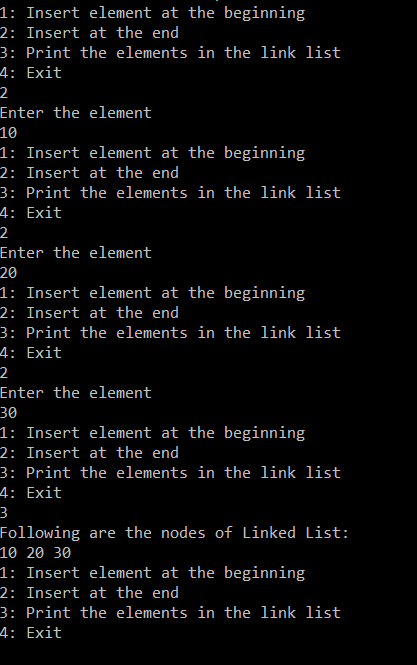 1: Insert element at the beginning
2: Insert at the end
3: Print the elements in the link list
4: Exit
2
Enter the element
10
1: Insert element at the beginning
2: Insert at the end
3: Print the elements in the link list
4: Exit
2
Enter the element
20
1: Insert element at the beginning
2: Insert at the end
3: Print the elements in the link list
4: Exit
2
Enter the element
30
1: Insert element at the beginning
2: Insert at the end
3: Print the elements in the link list
4: Exit
3
Following are the nodes of Linked List:
10 20 30
1: Insert element at the beginning
2: Insert at the end
3: Print the elements in the link list
4: Exit